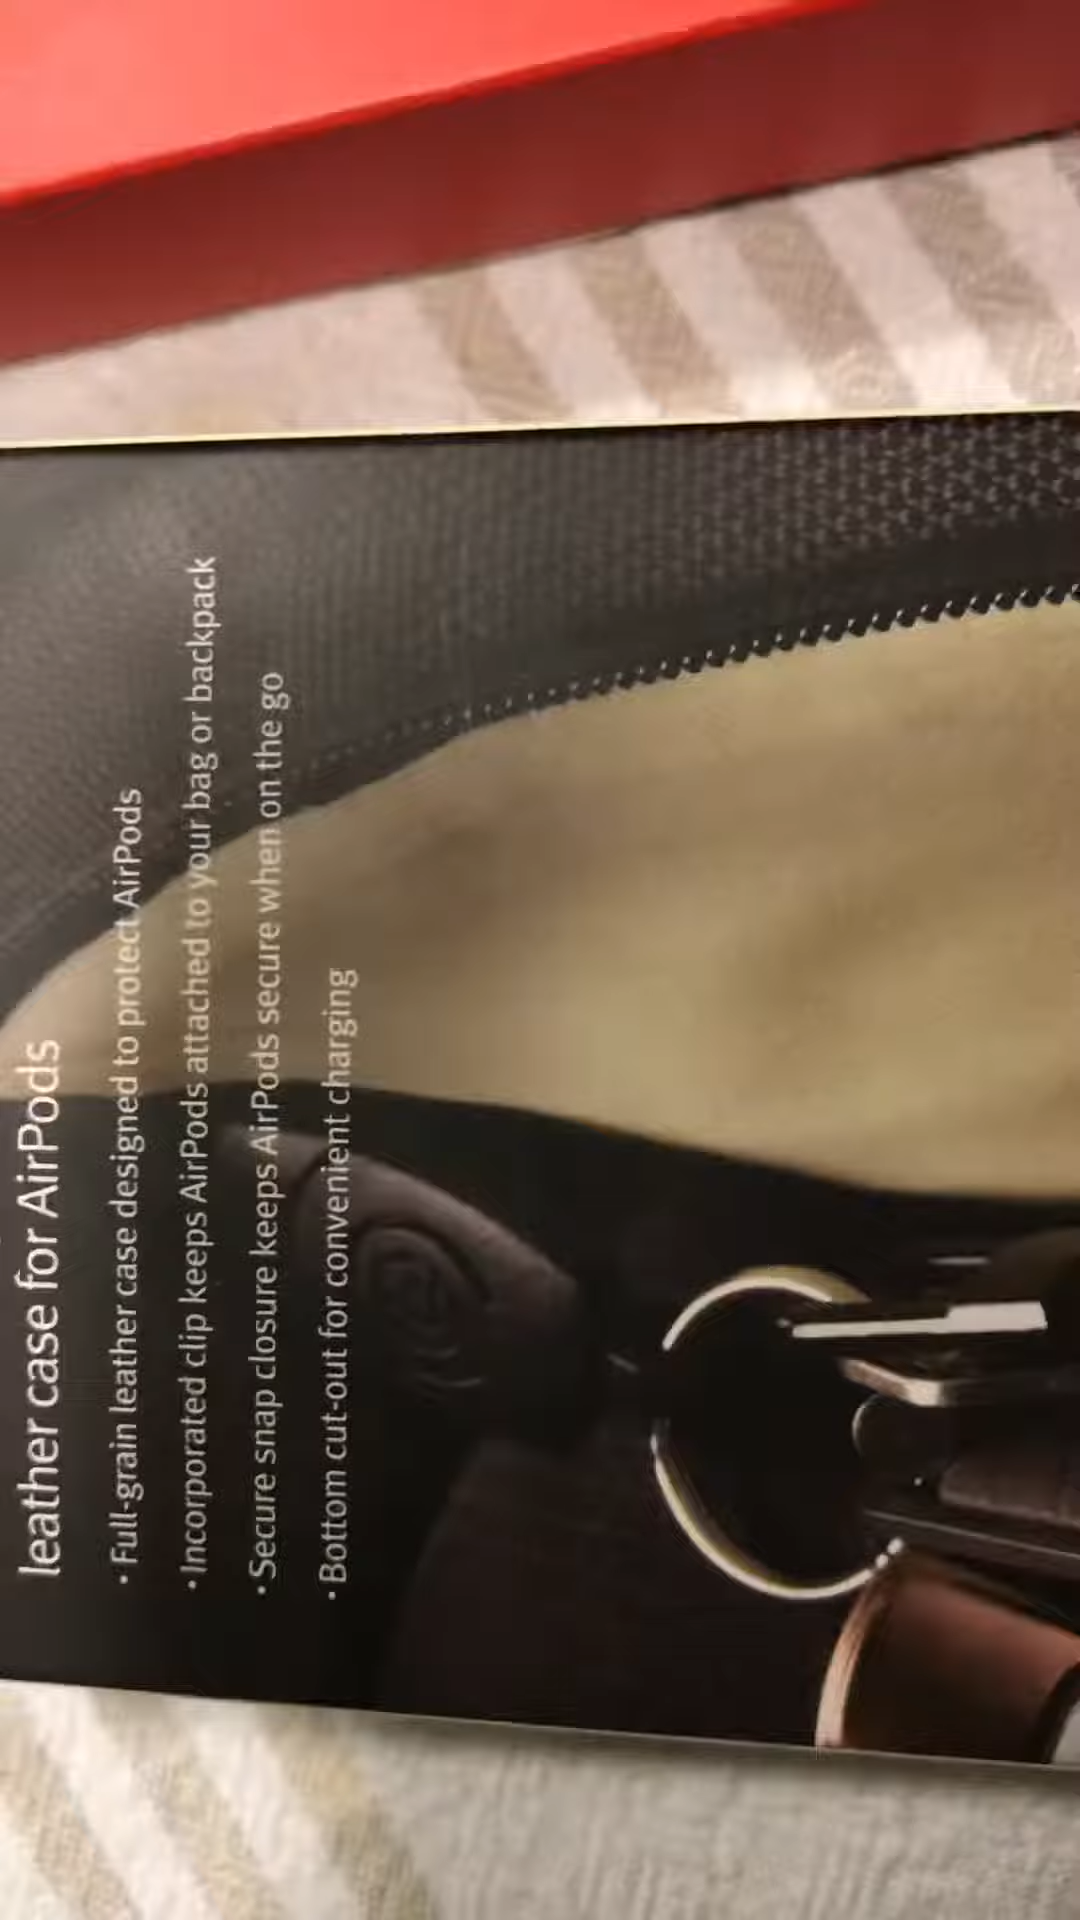 leather case for AirPods
· Full-grain leather case designed to protect AirPods
· Incorporated clip keeps AirPods attached to your bag or backpack
· Secure snap closure keeps AirPods secure when on the go
· Bottom cut-out for convenient charging